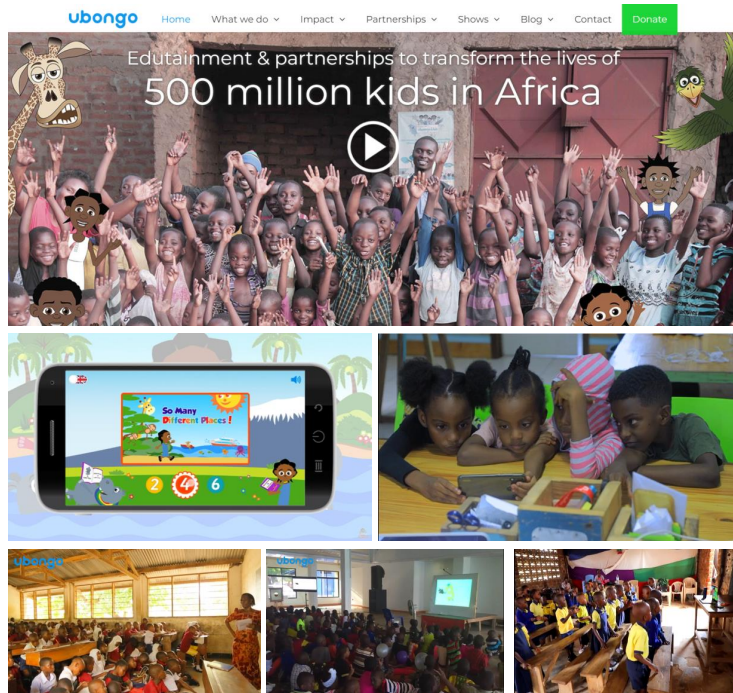 ubongo
Home What we do Impact Partnerships Shows Blog Contact Donate
Edutainment & partnerships to transform the lives of
500 million kids in Africa
So Many
Different Places!
2 4 6
ubongo
ubongo